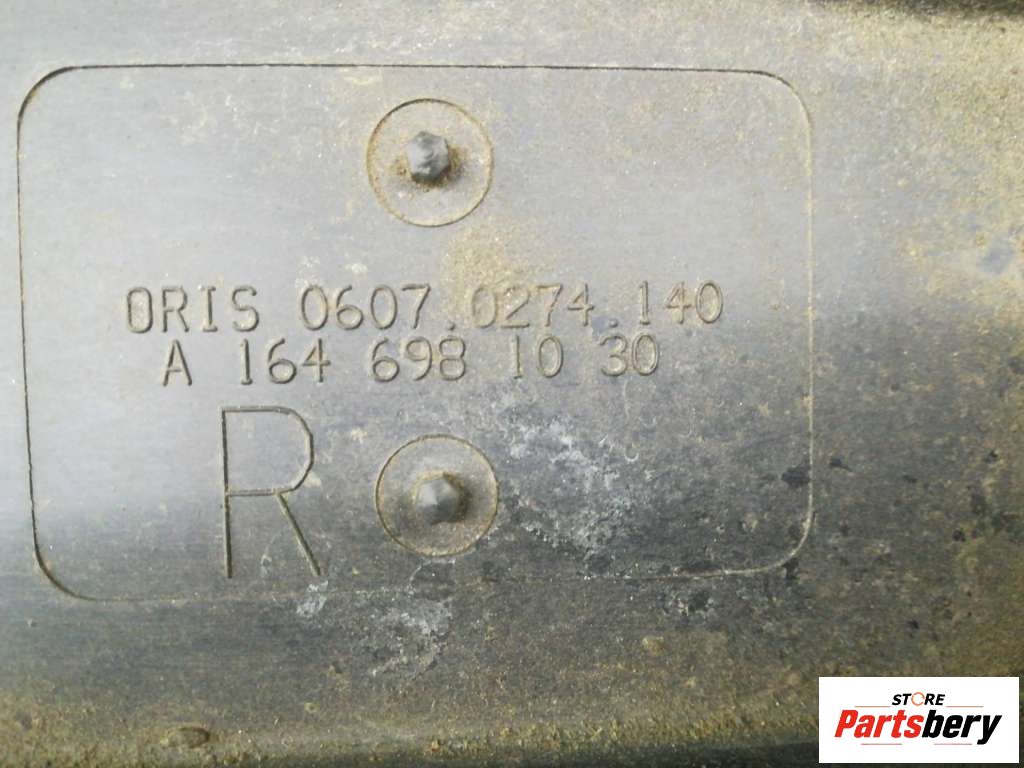 ORIS 0607.0274.140
A 164 698 10 30
R
STORE
Partsbery